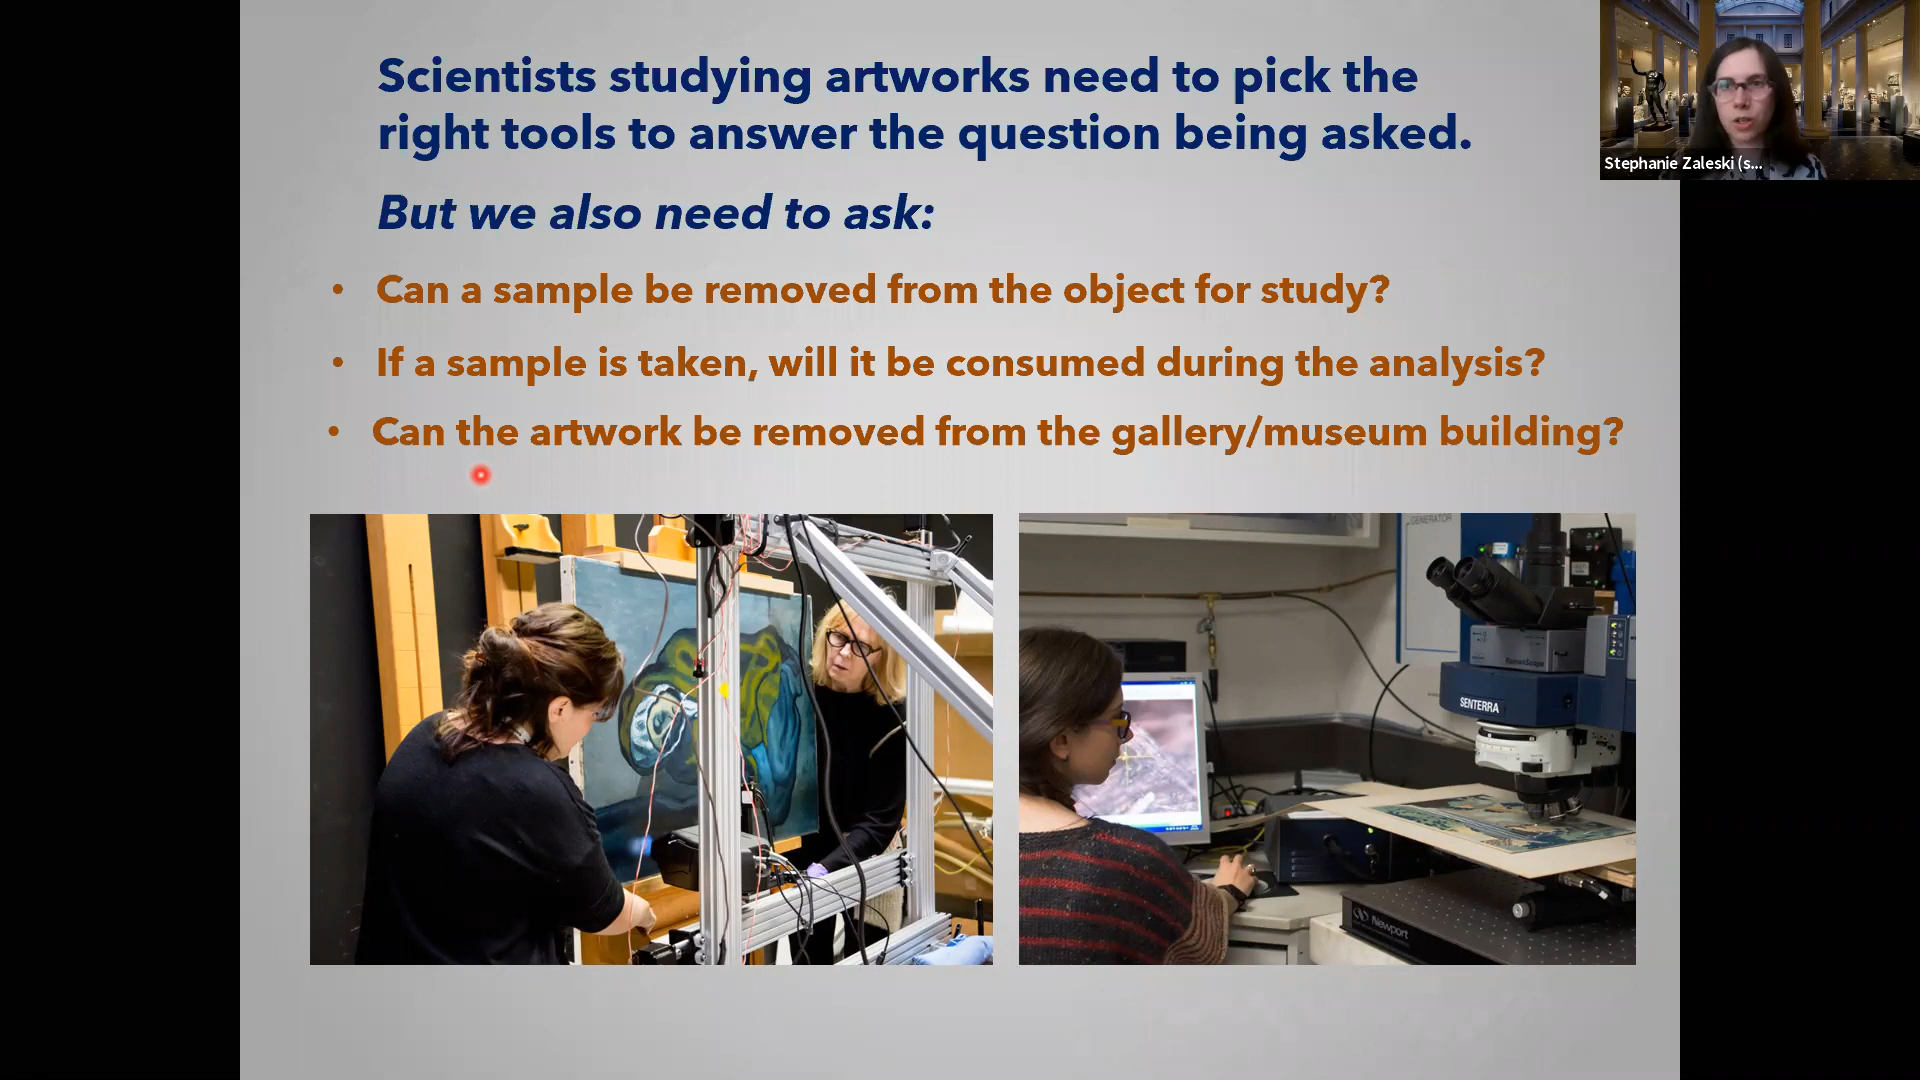 Scientists studying artworks need to pick the
right tools to answer the question being asked.
But we also need to ask:
• Can a sample be removed from the object for study?
• If a sample is taken, will it be consumed during the analysis?
• Can the artwork be removed from the gallery/museum building?
Stephanie Zaleski (s...
GENERATOR
SENTERRA
Newport